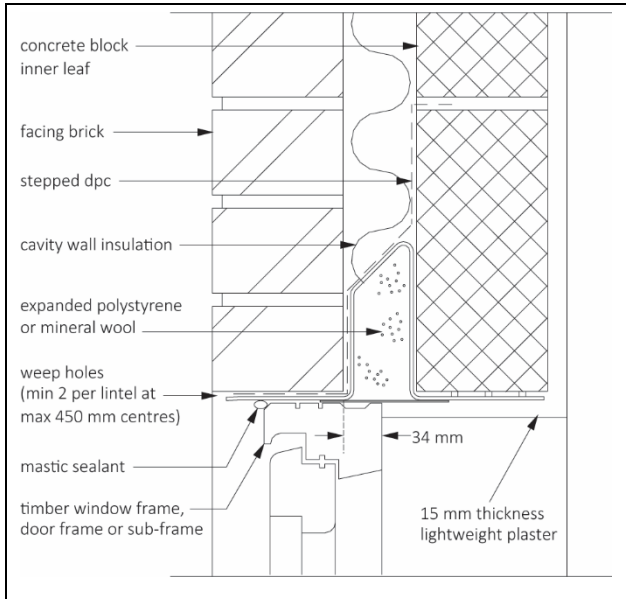 concrete block
inner leaf
facing brick
stepped dpc
cavity wall insulation
expanded polystyrene
or mineral wool
weep holes
(min 2 per lintel at
max 450 mm centres)
mastic sealant
timber window frame,
door frame or sub-frame
34 mm
15 mm thickness
lightweight plaster